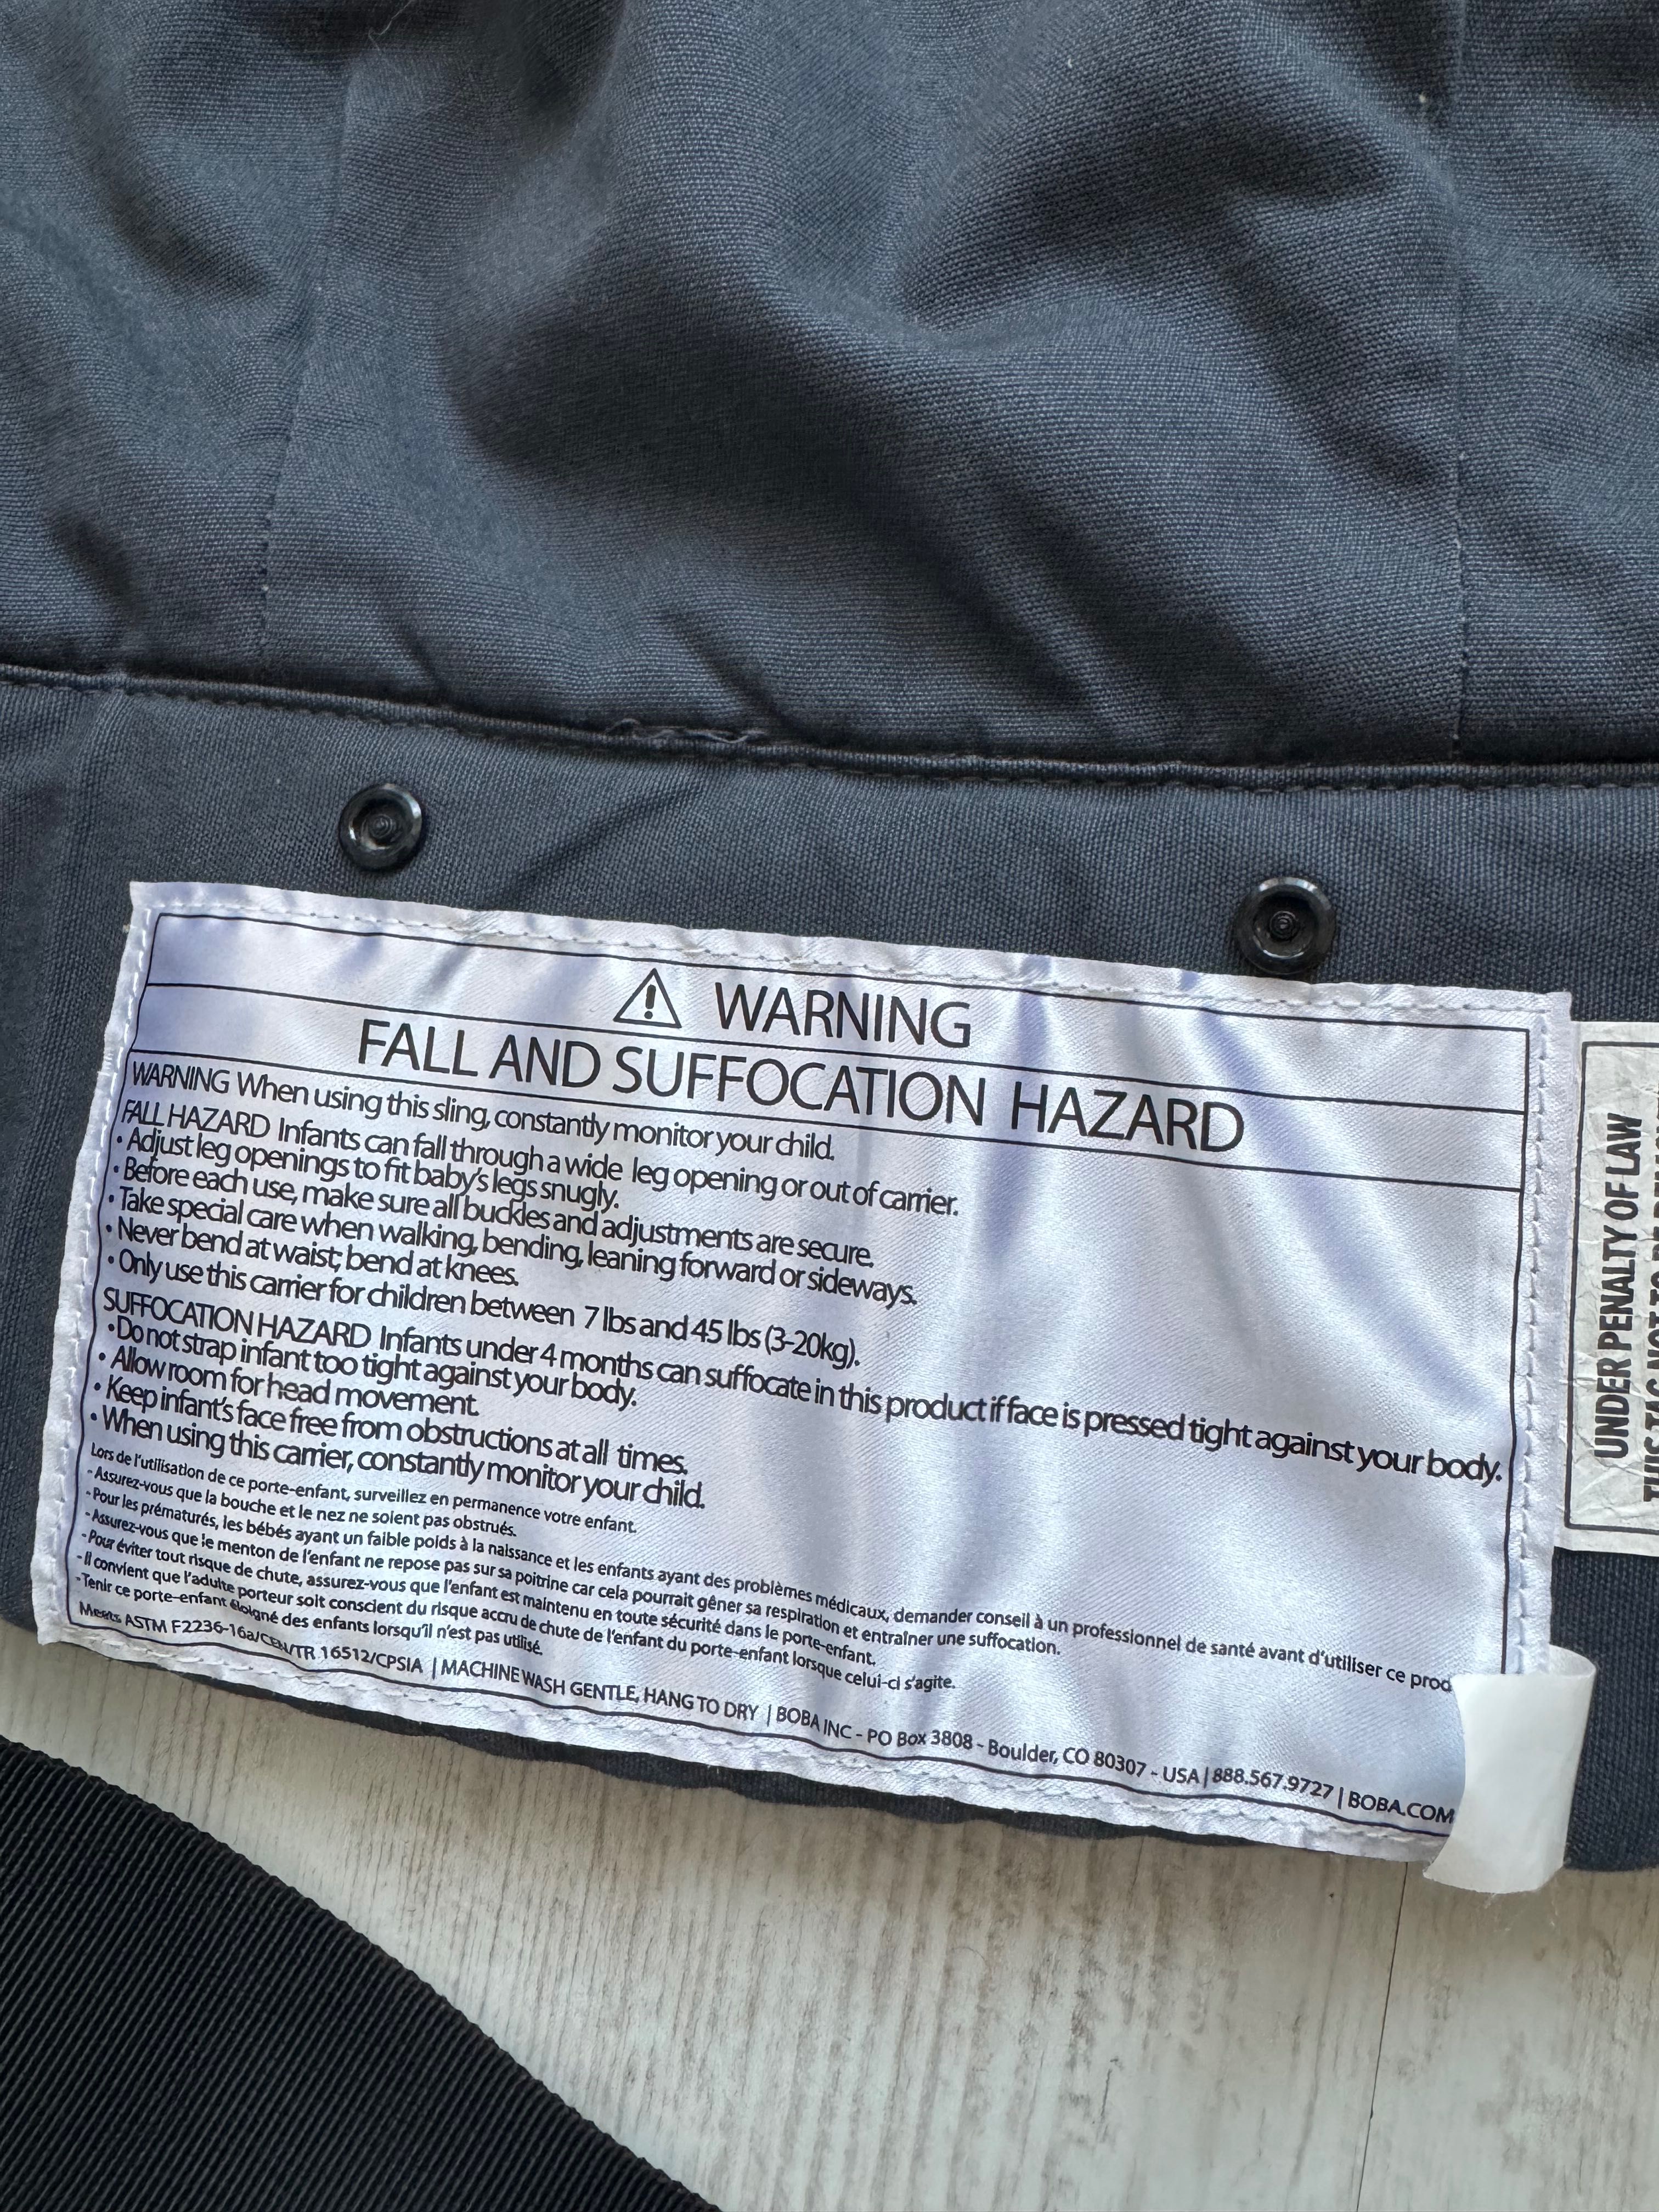 WARNING
FALL AND SUFFOCATION HAZARD
WARNING When using this sling, constantly monitor your child.
FALL HAZARD Infants can fall through a wide leg opening or out of carrier.
• Adjust leg openings to fit baby's legs snugly.
• Before each use, make sure all buckles and adjustments are secure.
• Take special care when walking, bending, leaning forward or sideways.
• Never bend at waist; bend at knees.
• Only use this carrier for children between 7 lbs and 45 lbs (3-20kg).
SUFFOCATION HAZARD Infants under 4 months can suffocate in this product if face is pressed tight against your body.
•Do not strap infant too tight against your body.
• Allow room for head movement.
• Keep infant's face free from obstructions at all times.
• When using this carrier, constantly monitor your child.
Lors de l'utilisation de ce porte-enfant, surveillez en permanence votre enfant.
-Assurez-vous que la bouche et le nez ne soient pas obstrués.
-Pour les prématurés, les bébés ayant un faible poids à la naissance et les enfants ayant des problèmes médicaux, demander conseil à un professionnel de santé avant d'utiliser ce prod
-Assurez-vous que le menton de l'enfant ne repose pas sur sa poitrine car cela pourrait gêner sa respiration et entraîner une suffocation.
-Pour éviter tout risque de chute, assurez-vous que l'enfant est maintenu en toute sécurité dans le porte-enfant.
-Il convient que l'adulte porteur soit conscient du risque accru de chute de l'enfant du porte-enfant lorsque celui-ci s'agite.
-Tenir ce porte-enfant éloigné des enfants lorsqu'il n'est pas utilisé.
Meets ASTM F2236-16a/CEN/TR 16512/CPSIA | MACHINE WASH GENTLE, HANG TO DRY | BOBA INC - PO Box 3808 - Boulder, CO 80307 - USA | 888.567.9727 | BOBA.COM
UNDER PENALTY OF LAW